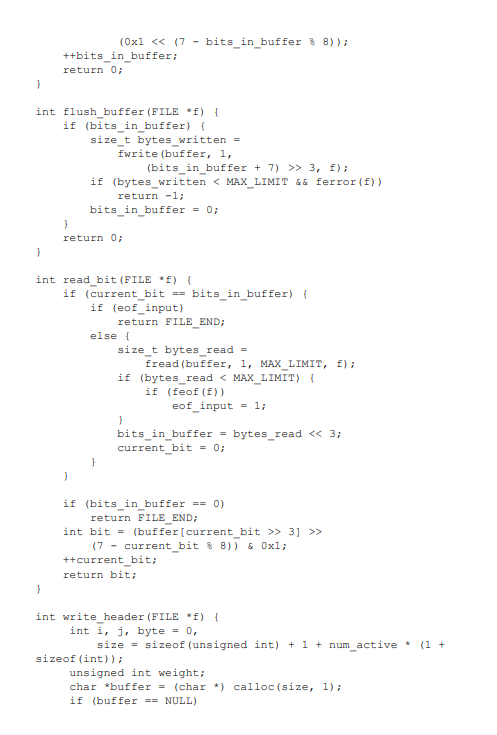 (0x1 << (7 - bits_in_buffer % 8));
    ++bits_in_buffer;
    return 0;
}

int flush_buffer(FILE *f) {
    if (bits_in_buffer) {
        size_t bytes_written =
            fwrite(buffer, 1,
                (bits_in_buffer + 7) >> 3, f);
        if (bytes_written < MAX_LIMIT && ferror(f))
            return -1;
        bits_in_buffer = 0;
    }
    return 0;
}

int read_bit(FILE *f) {
    if (current_bit == bits_in_buffer) {
        if (eof_input)
            return FILE_END;
        else {
            size_t bytes_read =
                fread(buffer, 1, MAX_LIMIT, f);
            if (bytes_read < MAX_LIMIT) {
                if (feof(f))
                    eof_input = 1;
            }
            bits_in_buffer = bytes_read << 3;
            current_bit = 0;
        }
    }

    if (bits_in_buffer == 0)
        return FILE_END;
    int bit = (buffer[current_bit >> 3] >>
        (7 - current_bit % 8)) & 0x1;
    ++current_bit;
    return bit;
}

int write_header(FILE *f) {
     int i, j, byte = 0,
         size = sizeof(unsigned int) + 1 + num_active * (1 +
sizeof(int));
     unsigned int weight;
     char *buffer = (char *) calloc(size, 1);
     if (buffer == NULL)